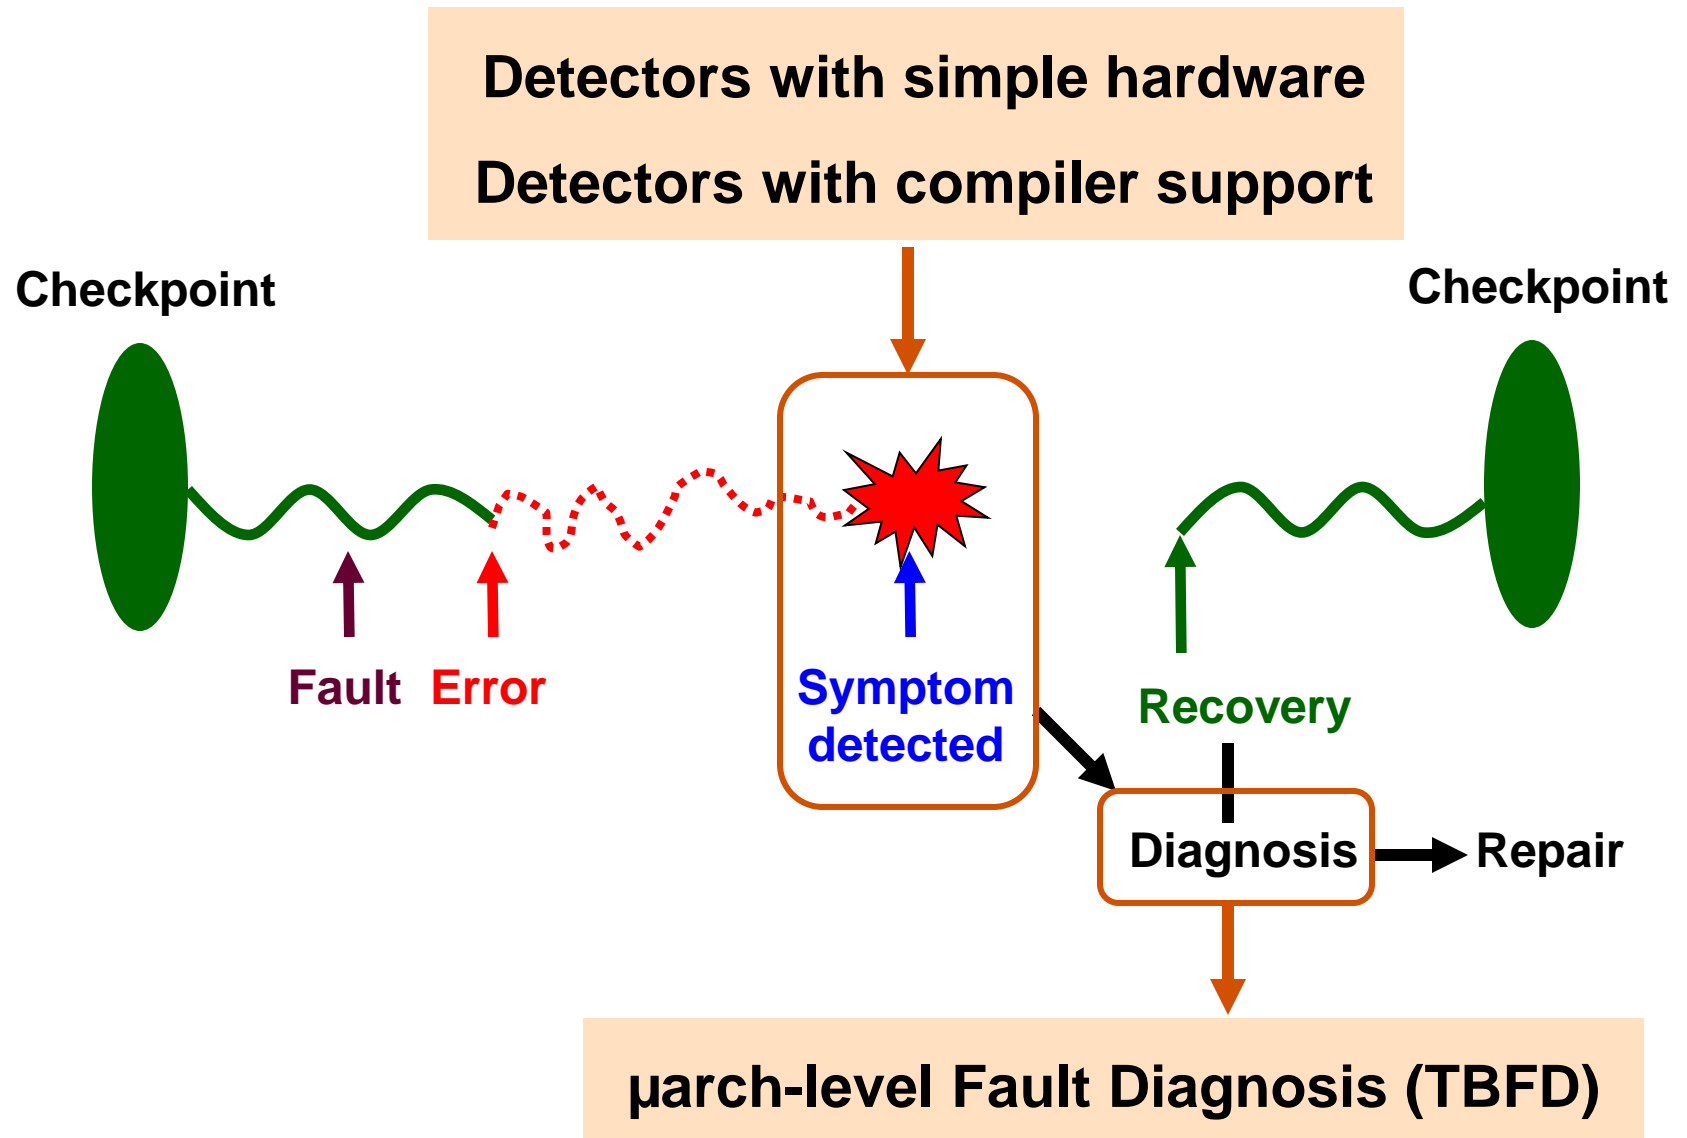 Detectors with simple hardware
Detectors with compiler support
Checkpoint
Checkpoint
Fault
Error
Symptom
detected
Recovery
Diagnosis
Repair
µarch-level Fault Diagnosis (TBFD)